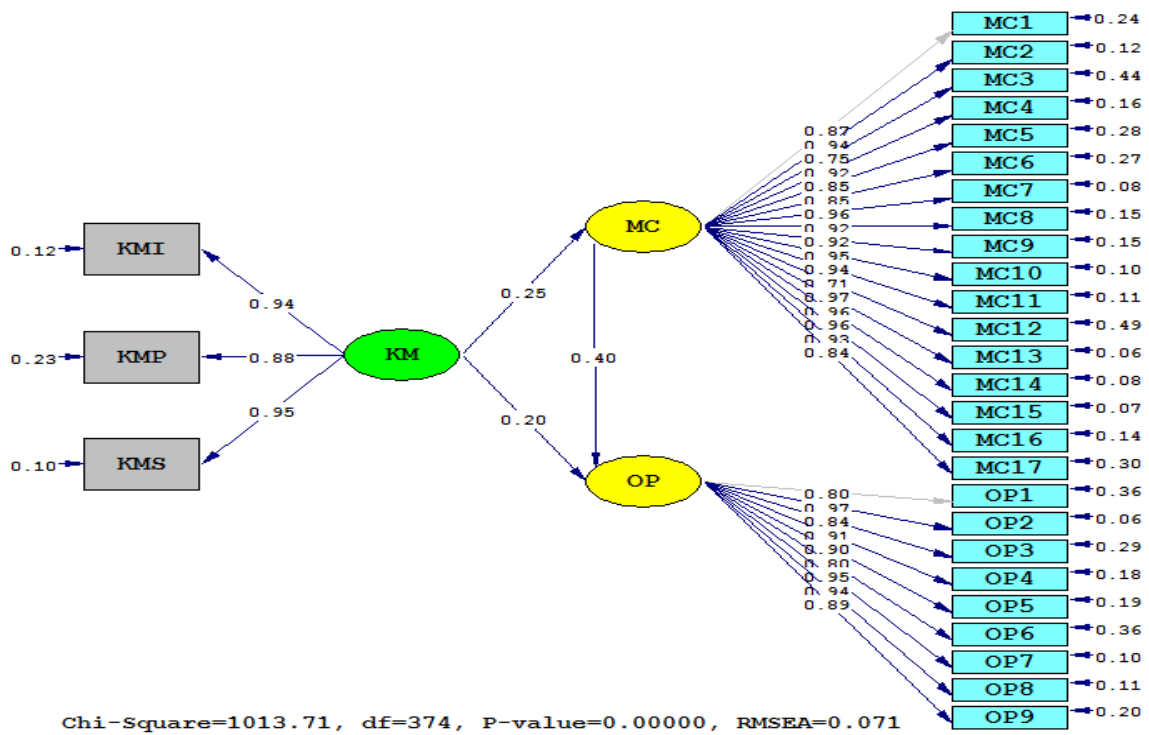 MC1 0.24
MC2 0.12
MC3 0.44
MC4 0.16
MC5 0.28
MC6 0.27
MC7 0.08
MC8 0.15
MC9 0.15
MC10 0.10
MC11 0.11
MC12 0.49
MC13 0.06
MC14 0.08
MC15 0.07
MC16 0.14
MC17 0.30
OP1 0.36
OP2 0.06
OP3 0.29
OP4 0.18
OP5 0.19
OP6 0.36
OP7 0.10
OP8 0.11
OP9 0.20
0.87
0.94
0.75
0.92
0.85
0.85
0.96
0.92
0.92
0.95
0.94
0.71
0.97
0.96
0.96
0.93
0.84
MC
0.12 KMI
0.94
0.25
0.23 KMP
0.88
KM
0.40
0.95
0.20
0.10 KMS
OP
0.80
0.97
0.84
0.91
0.90
0.80
0.95
0.94
0.89
Chi-Square=1013.71, df=374, P-value=0.00000, RMSEA=0.071